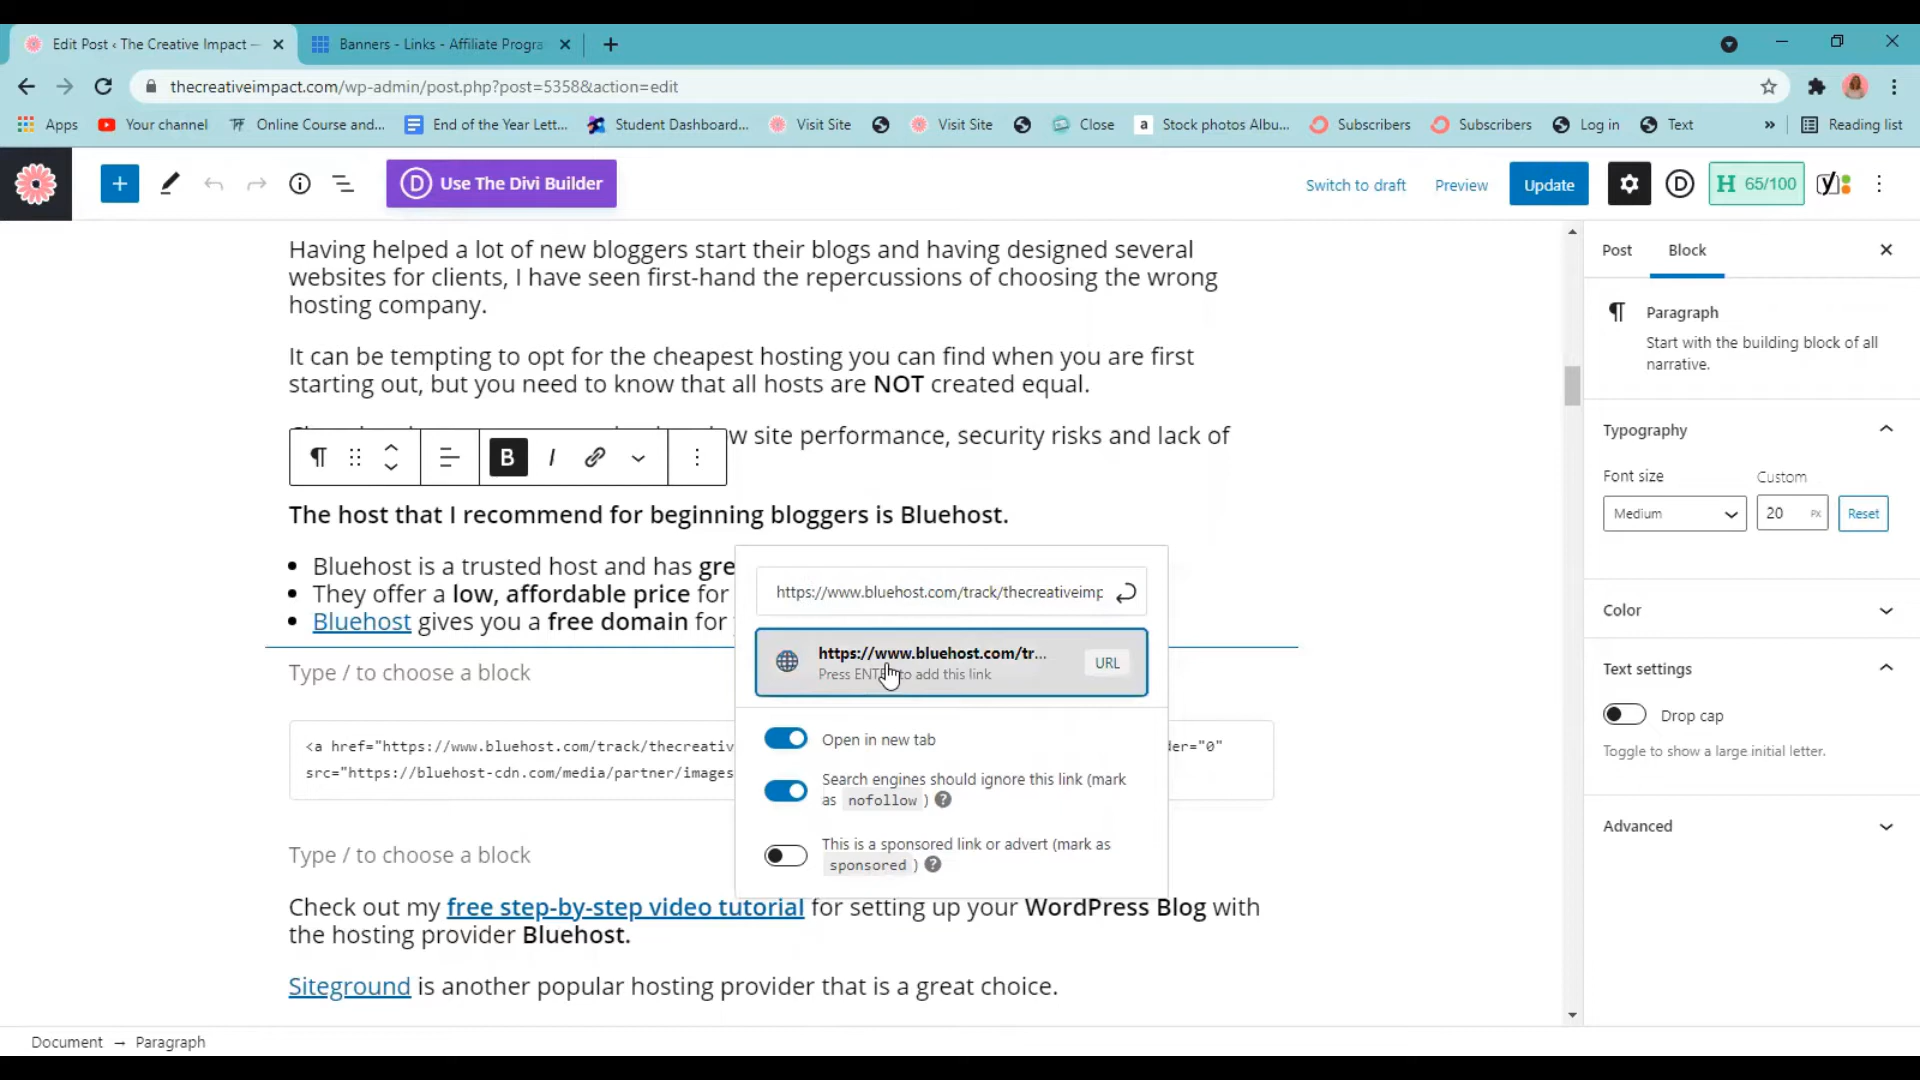 Edit Post ‹ The Creative Impact —
Banners - Links - Affiliate Progra
thecreativeimpact.com/wp-admin/post.php?post=5358&action=edit
Apps
Your channel
Online Course and...
End of the Year Lett...
Student Dashboard...
Visit Site
Visit Site
Close
Stock photos Albu...
Subscribers
Subscribers
Log in
Text
»
Reading list
Use The Divi Builder
Switch to draft
Preview
Update
65/100
Having helped a lot of new bloggers start their blogs and having designed several
websites for clients, I have seen first-hand the repercussions of choosing the wrong
hosting company.
It can be tempting to opt for the cheapest hosting you can find when you are first
starting out, but you need to know that all hosts are NOT created equal.
w site performance, security risks and lack of
B I
The host that I recommend for beginning bloggers is Bluehost.
Bluehost is a trusted host and has gre
They offer a low, affordable price for
Bluehost gives you a free domain for
https://www.bluehost.com/track/thecreativeimp
https://www.bluehost.com/tr...
Press ENTE to add this link
URL
Open in new tab
Search engines should ignore this link (mark
as nofollow )
This is a sponsored link or advert (mark as
sponsored )
Type / to choose a block
<a href="https://www.bluehost.com/track/thecreativ
der="0"
src="https://bluehost-cdn.com/media/partner/images
Type / to choose a block
Check out my free step-by-step video tutorial for setting up your WordPress Blog with
the hosting provider Bluehost.
Siteground is another popular hosting provider that is a great choice.
Post
Block
Paragraph
Start with the building block of all
narrative.
Typography
Font size
Custom
Medium
20
PX
Reset
Color
Text settings
Drop cap
Toggle to show a large initial letter.
Advanced
Document → Paragraph